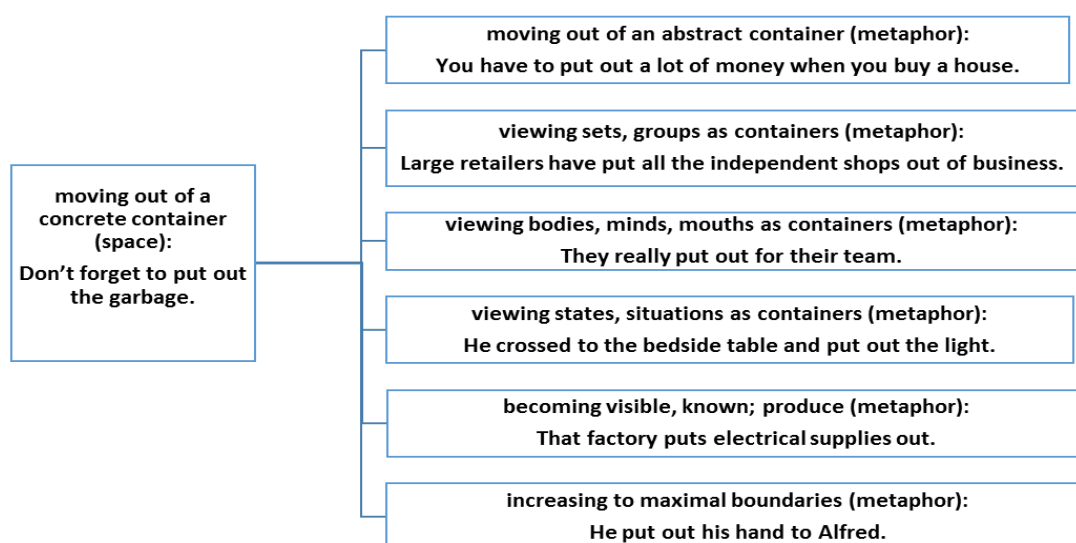 moving out of a
concrete container
(space):
Don’t forget to put out
the garbage.
moving out of an abstract container (metaphor):
You have to put out a lot of money when you buy a house.
viewing sets, groups as containers (metaphor):
Large retailers have put all the independent shops out of business.
viewing bodies, minds, mouths as containers (metaphor):
They really put out for their team.
viewing states, situations as containers (metaphor):
He crossed to the bedside table and put out the light.
becoming visible, known; produce (metaphor):
That factory puts electrical supplies out.
increasing to maximal boundaries (metaphor):
He put out his hand to Alfred.